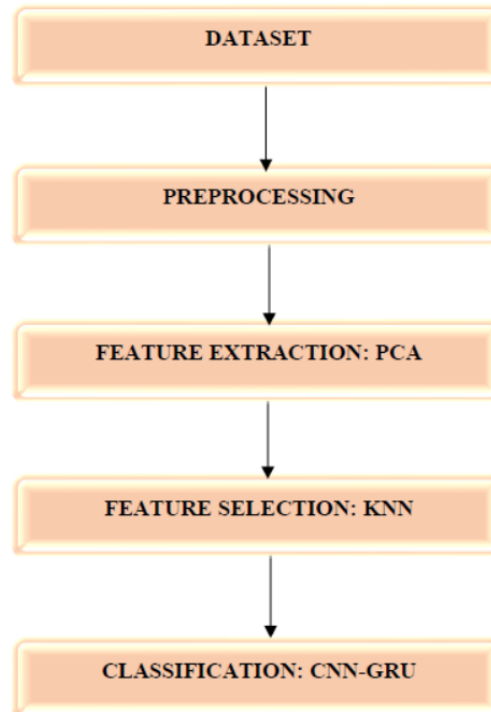 DATASET
PREPROCESSING
FEATURE EXTRACTION: PCA
FEATURE SELECTION: KNN
CLASSIFICATION: CNN-GRU